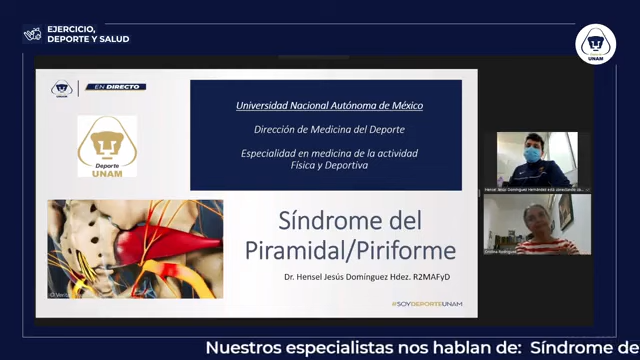 EJERCICIO,
DEPORTE Y SALUD
UNAM
EN DIRECTO
Universidad Nacional Autónoma de México
Dirección de Medicina del Deporte
Especialidad en medicina de la actividad
Física y Deportiva
Deporte
UNAM
Síndrome del
Piramidal/Piriforme
Dr. Hensel Jesús Domínguez Hdez. R2MAFyD
#SOYDEPORTEUNAM
Nuestros especialistas nos hablan de: Síndrome de